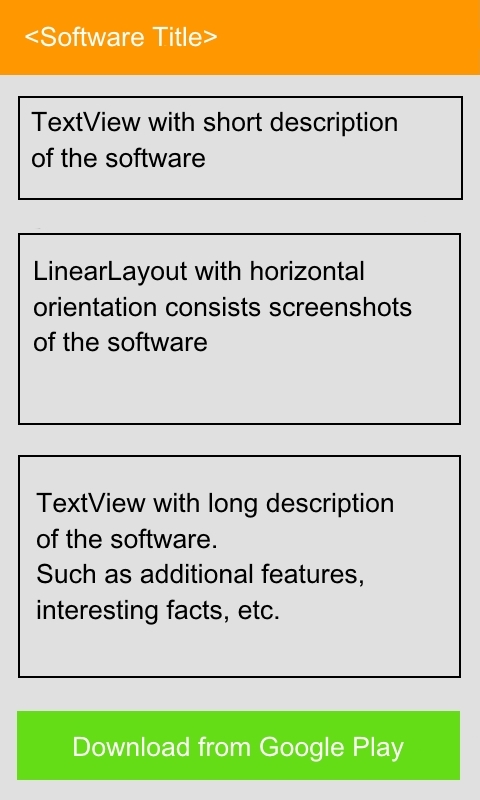 <Software Title>
TextView with short description
of the software
LinearLayout with horizontal
orientation consists screenshots
of the software
TextView with long description
of the software.
Such as additional features,
interesting facts, etc.
Download from Google Play